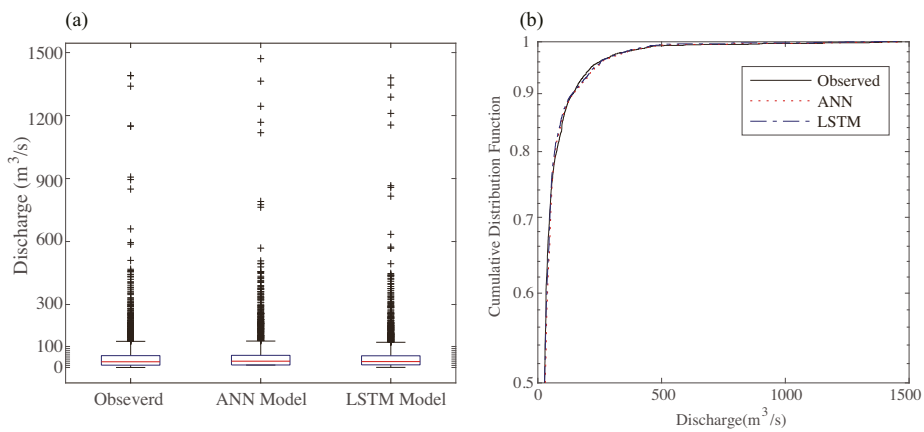 (a)
1500
1200
900
600
300
100
0
Discharge (m³/s)
Obseverd
ANN Model
LSTM Model
(b)
1
0.9
0.8
0.7
0.6
0.5
Cumulative Distribution Function
Observed
ANN
LSTM
0
500
1000
1500
Discharge(m³/s)